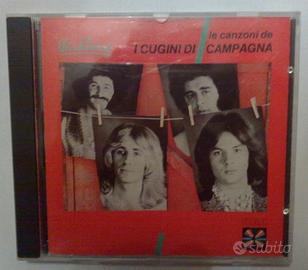 le canzoni de
I CUGINI DI CAMPAGNA
subito